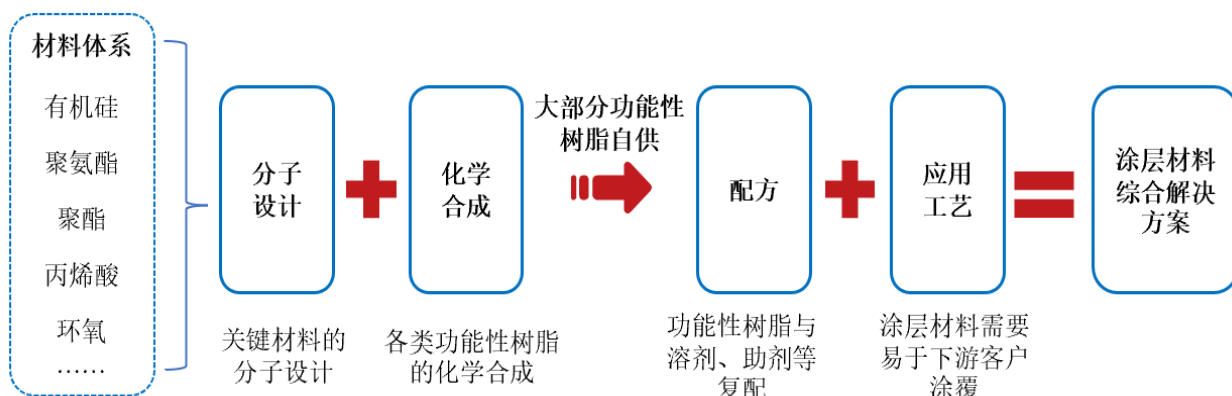 材料体系
有机硅
聚氨酯
聚酯
丙烯酸
环氧
……
分子
设计
关键材料的
分子设计
化学
合成
各类功能性树脂
的化学合成
大部分功能性
树脂自供
配方
功能性树脂与
溶剂、助剂等
复配
应用
工艺
涂层材料需要
易于下游客户
涂覆
涂层材料
综合解决
方案